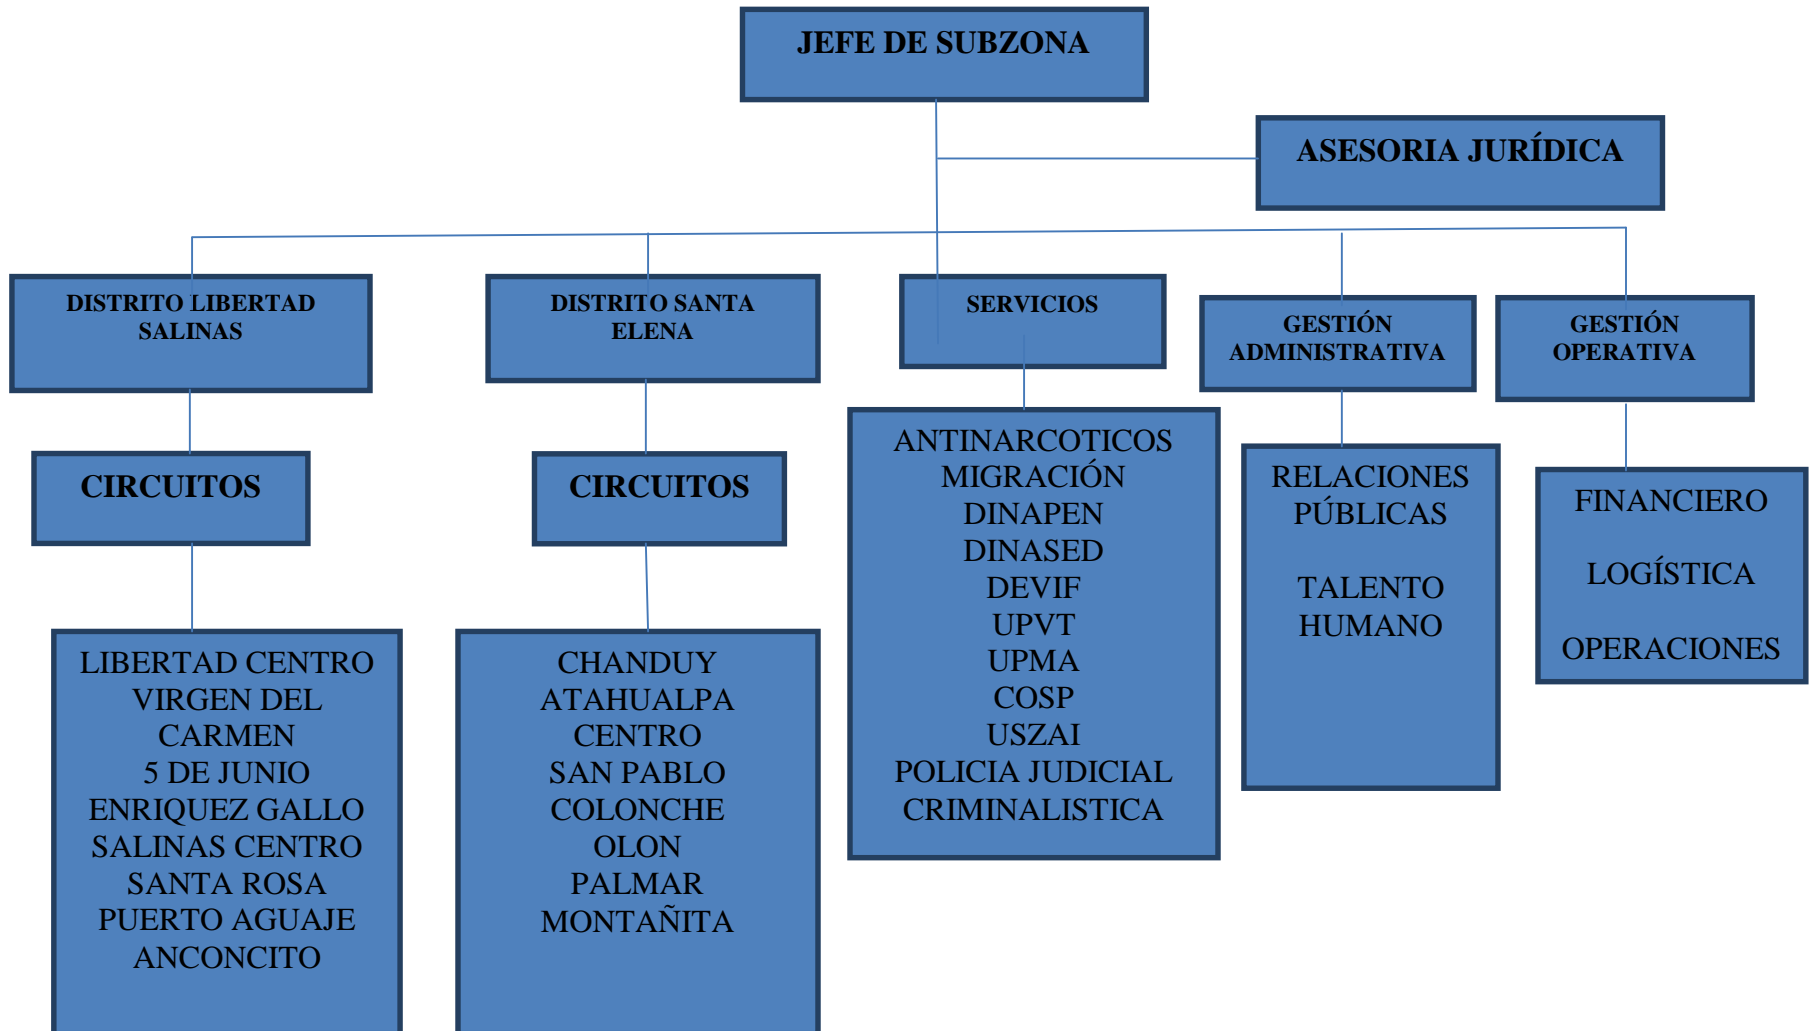 JEFE DE SUBZONA
ASESORIA JURÍDICA
DISTRITO LIBERTAD
SALINAS
DISTRITO SANTA
ELENA
SERVICIOS
GESTIÓN
ADMINISTRATIVA
GESTIÓN
OPERATIVA
CIRCUITOS
CIRCUITOS
LIBERTAD CENTRO
VIRGEN DEL
CARMEN
5 DE JUNIO
ENRIQUEZ GALLO
SALINAS CENTRO
SANTA ROSA
PUERTO AGUAJE
ANCONCITO
CHANDUY
ATAHUALPA
CENTRO
SAN PABLO
COLONCHE
OLON
PALMAR
MONTAÑITA
ANTINARCOTICOS
MIGRACIÓN
DINAPEN
DINASED
DEVIF
UPVT
UPMA
COSP
USZAI
POLICIA JUDICIAL
CRIMINALISTICA
RELACIONES
PÚBLICAS
TALENTO
HUMANO
FINANCIERO
LOGÍSTICA
OPERACIONES